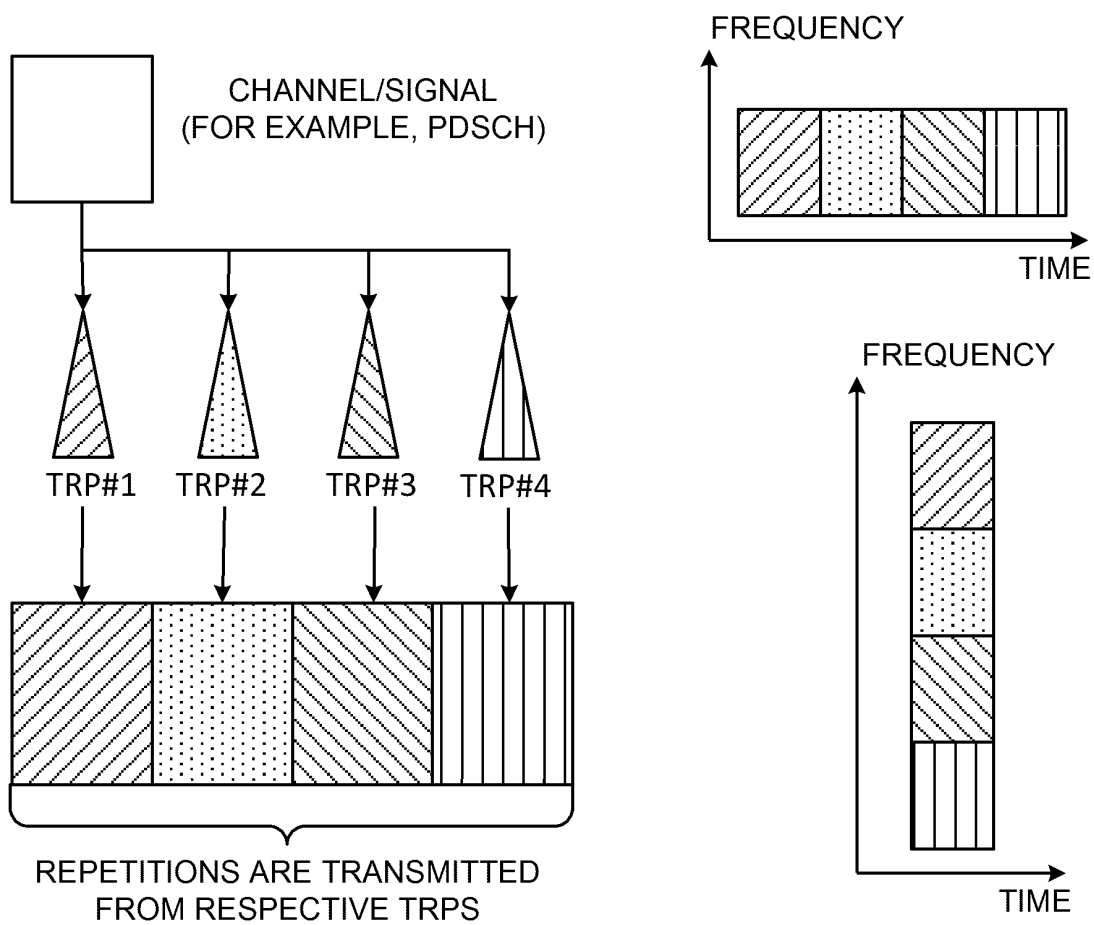 CHANNEL/SIGNAL
(FOR EXAMPLE, PDSCH)
TRP#1 TRP#2 TRP#3 TRP#4
REPETITIONS ARE TRANSMITTED
FROM RESPECTIVE TRPS
FREQUENCY
TIME
FREQUENCY
TIME